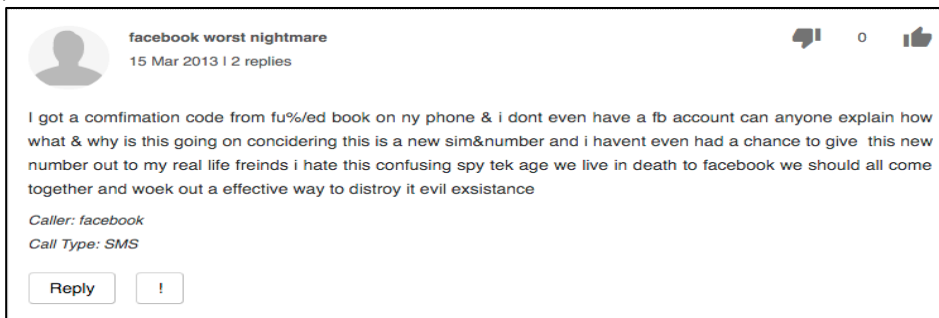 facebook worst nightmare
0
15 Mar 2013 I 2 replies
I got a comfimation code from fu%/ed book on ny phone & i dont even have a fb account can anyone explain how
what & why is this going on concidering this is a new sim&number and i havent even had a chance to give this new
number out to my real life freinds i hate this confusing spy tek age we live in death to facebook we should all come
together and woek out a effective way to distroy it evil exsistance
Caller: facebook
Call Type: SMS
Reply
!